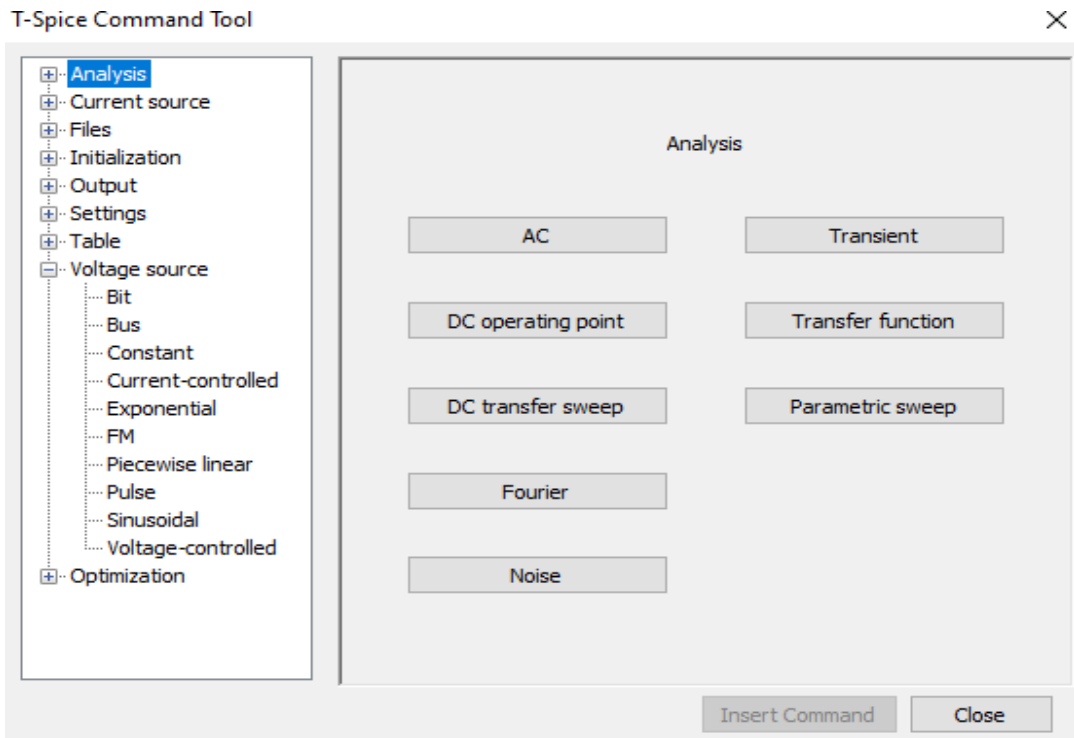 T-Spice Command Tool
Analysis
Current source
Files
Initialization
Output
Settings
Table
Voltage source
Bit
Bus
Constant
Current-controlled
Exponential
FM
Piecewise linear
Pulse
Sinusoidal
Voltage-controlled
Optimization
Analysis
AC
Transient
DC operating point
Transfer function
DC transfer sweep
Parametric sweep
Fourier
Noise
Insert Command
Close